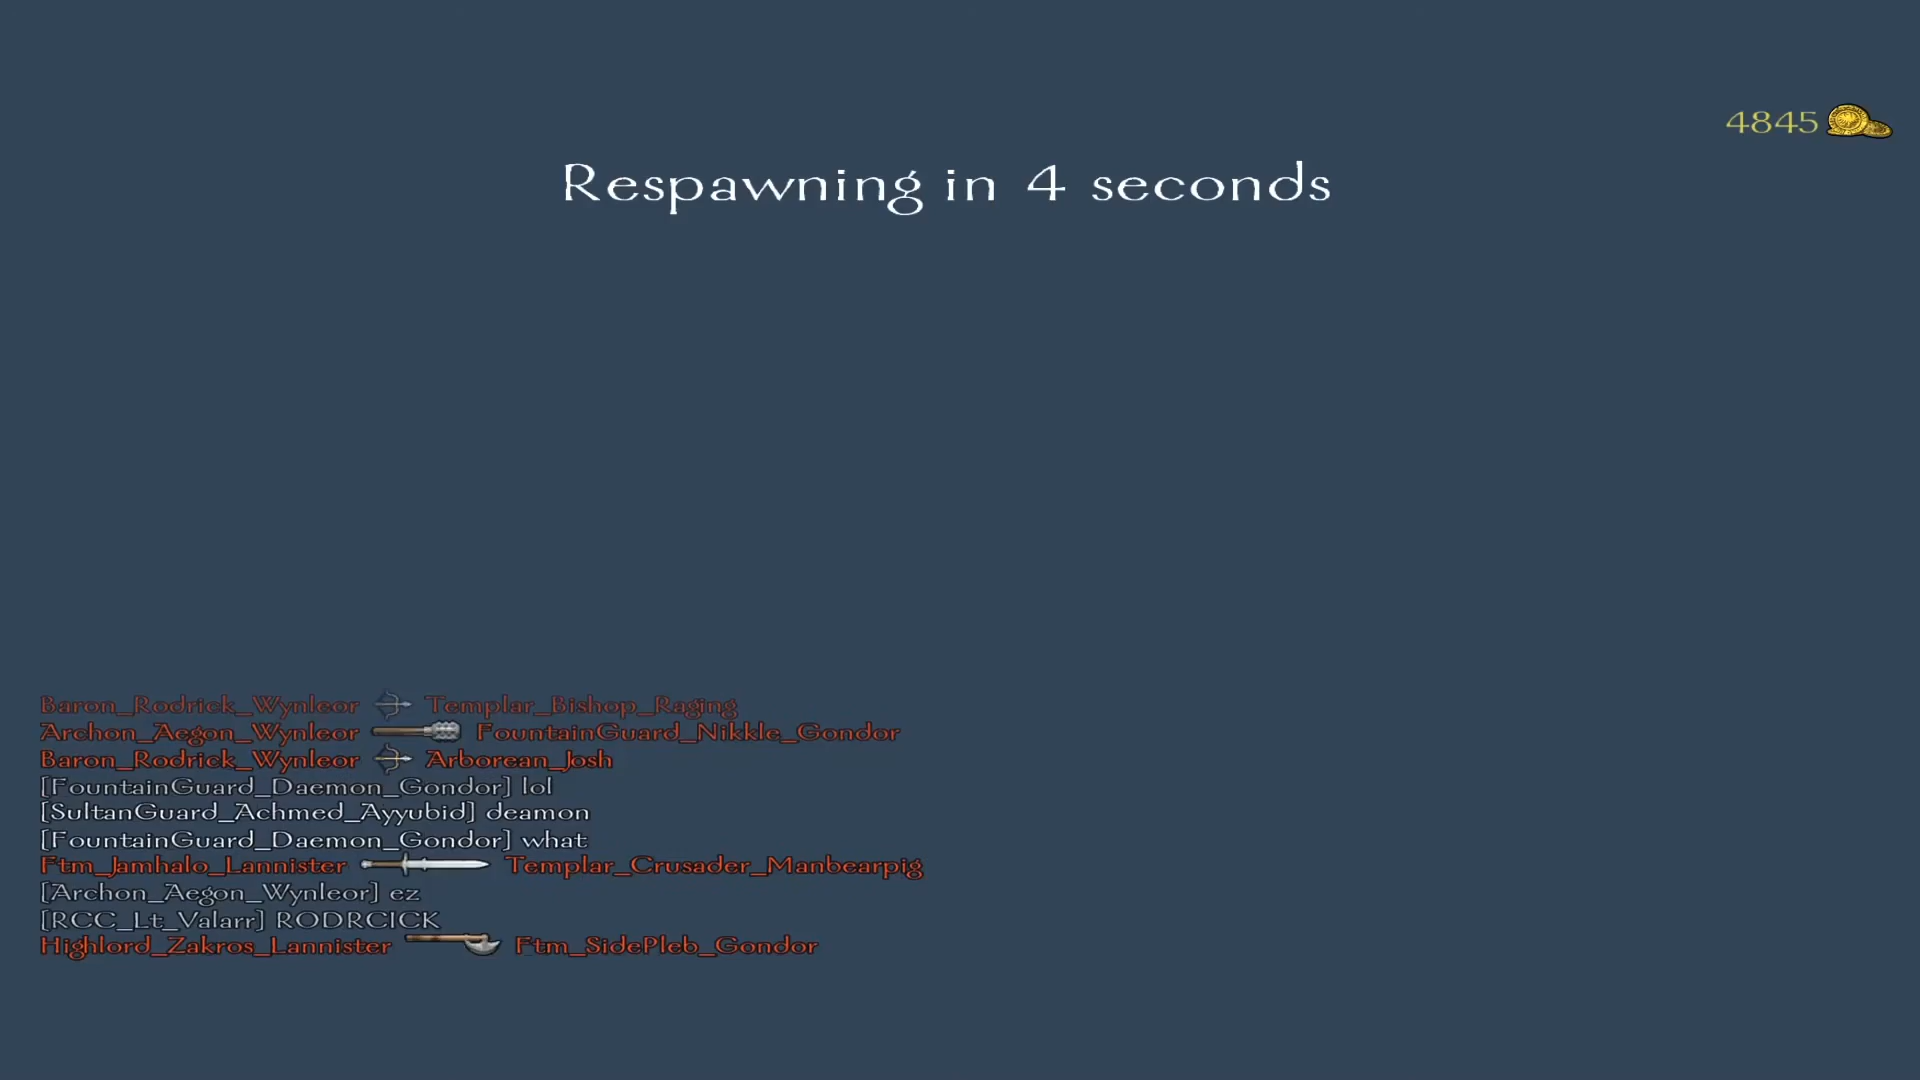 4845
Respawning in 4 seconds
Baron_Rodrick_Wynleor Templar_Bishop_Raging
Archon_Aegon_Wynleor FountainGuard_Nikkle_Gondor
Baron_Rodrick_Wynleor Arborean_Josh
[FountainGuard_Daemon_Gondor] lol
[SultanGuard_Achmed_Ayyubid] deamon
[FountainGuard_Daemon_Gondor] what
Ftm_Jamhalo_Lannister Templar_Crusader_Manbearpig
[Archon_Aegon_Wynleor] ez
[RCC_Lt_Valarr] RODRCICK
Highlord_Zakros_Lannister Ftm_SidePleb_Gondor